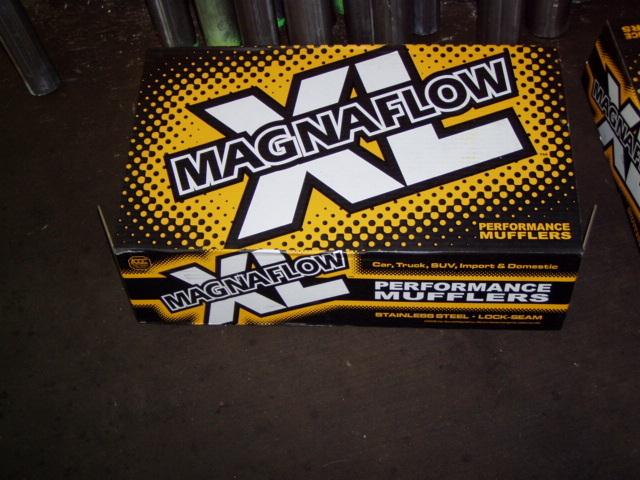 XL
MAGNAFLOW
PERFORMANCE
MUFFLERS
XL
MAGNAFLOW
Car, Truck, SUV, Import & Domestic
PERFORMANCE
MUFFLERS
STAINLESS STEEL • LOCK-SEAM